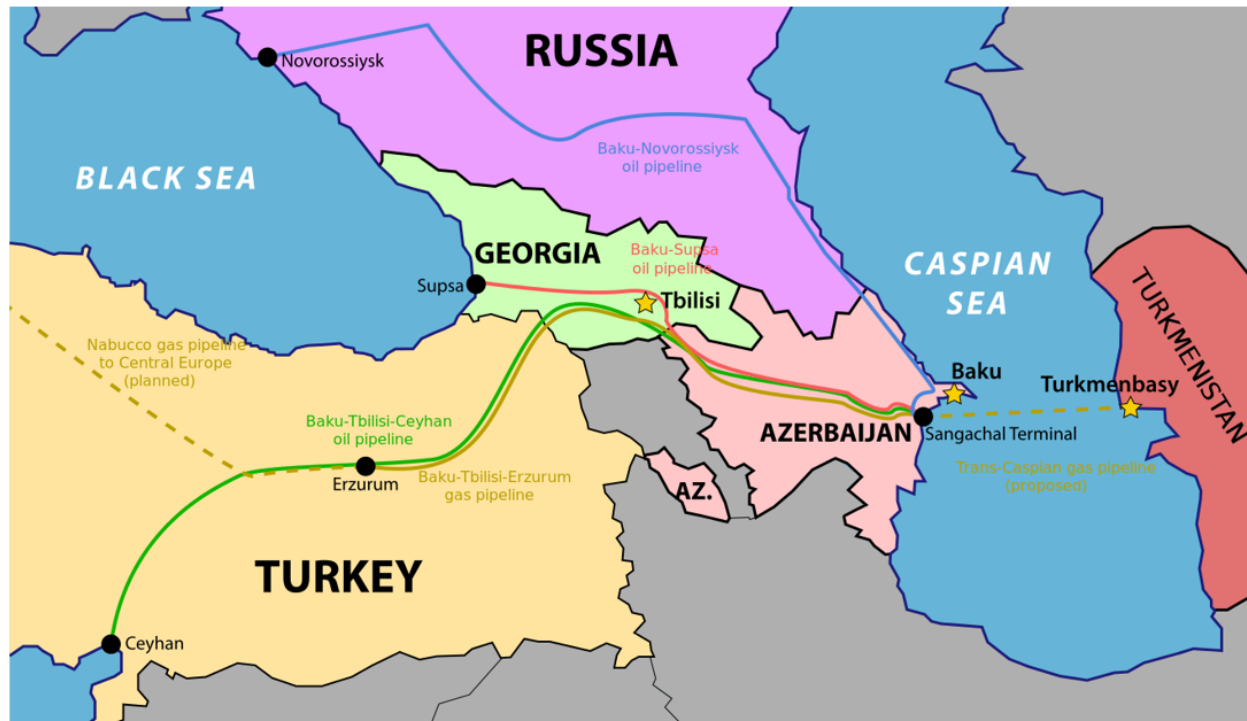 RUSSIA
Novorossiysk
Baku-Novorossiysk
oil pipeline
BLACK SEA
GEORGIA
Baku-Supsa
oil pipeline
CASPIAN
SEA
TURKMENISTAN
Supsa
Tbilisi
Nabucco gas pipeline
to Central Europe
(planned)
Baku
Turkmenbasy
Baku-Tbilisi-Ceyhan
oil pipeline
AZERBAIJAN
Sangachal Terminal
Erzurum
Baku-Tbilisi-Erzurum
gas pipeline
Trans-Caspian gas pipeline
(proposed)
AZ.
TURKEY
Ceyhan